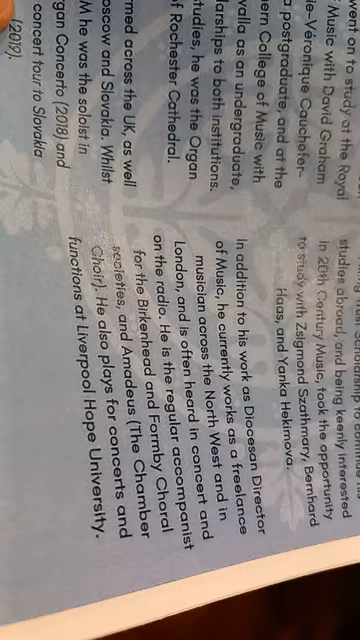 went on to study at the Royal
Music with David Graham
a postgraduate, and at the
ern College of Music with
valla as an undergraduate,
larships to both institutions.
tudies, he was the Organ
f Rochester Cathedral.
rmed across the UK, as well
oscow and Slovakia. Whilst
M he was the soloist in
rgan Concerto (2018) and
concert tour to Slovakia
(2019).
studies abroad, and being keenly interested
in 20th Century Music, took the opportunity
to study with Zsigmond Szathmary, Bernhard
Haas, and Yanka Hekimova.
In addition to his work as Diocesan Director
of Music, he currently works as a freelance
musician across the North West and in
London, and is often heard in concert and
on the radio. He is the regular accompanist
for the Birkenhead and Formby Choral
societies, and Amadeus (The Chamber
Choir). He also plays for concerts and
functions at Liverpool Hope University.